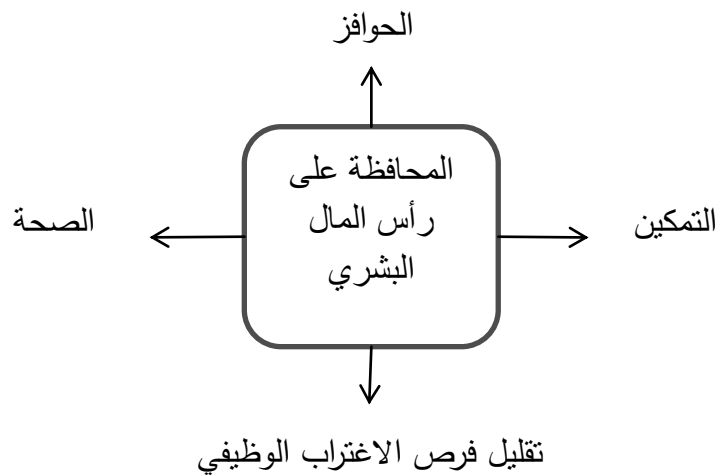 الحوافز
المحافظة على
رأس المال
البشري
التمكين
الصحة
تقليل فرص الاغتراب الوظيفي